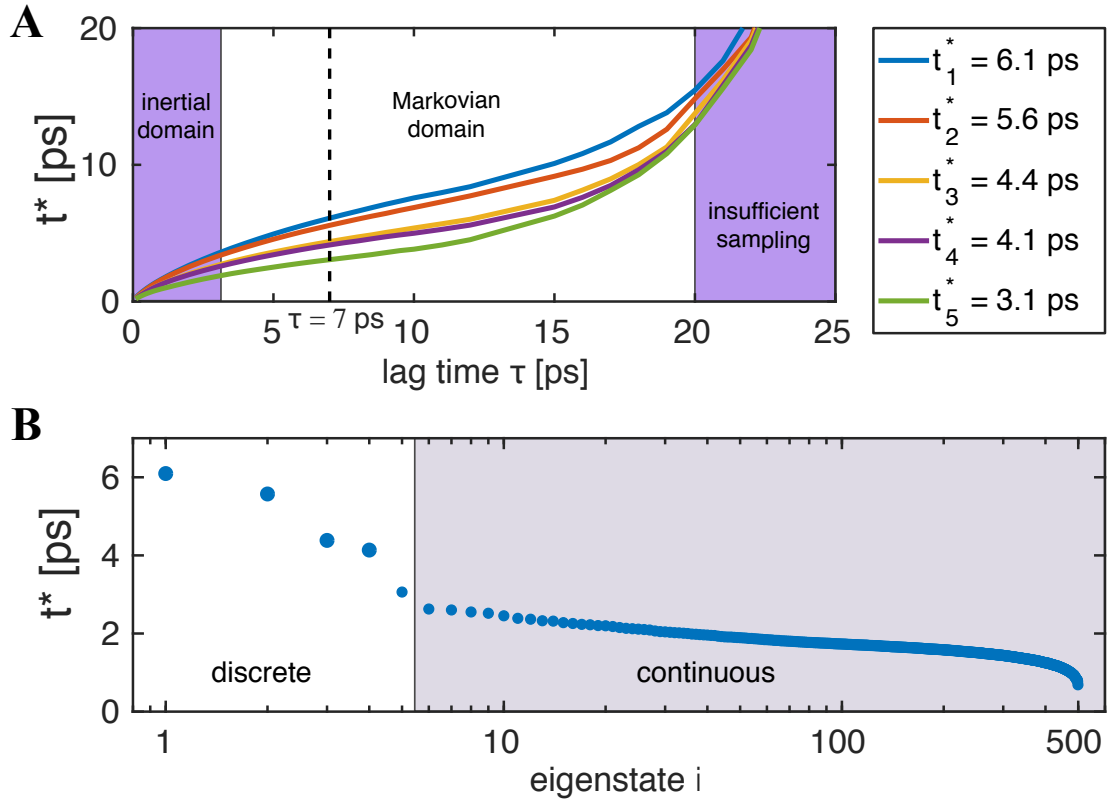 A
20
10
0
t* [ps]
inertial
domain
Markovian
domain
insufficient
sampling
0
5
10
15
20
25
τ = 7 ps
lag time τ [ps]
t*1 = 6.1 ps
t*2 = 5.6 ps
t*3 = 4.4 ps
t*4 = 4.1 ps
t*5 = 3.1 ps
B
6
4
2
0
t* [ps]
discrete
continuous
1
10
100
500
eigenstate i